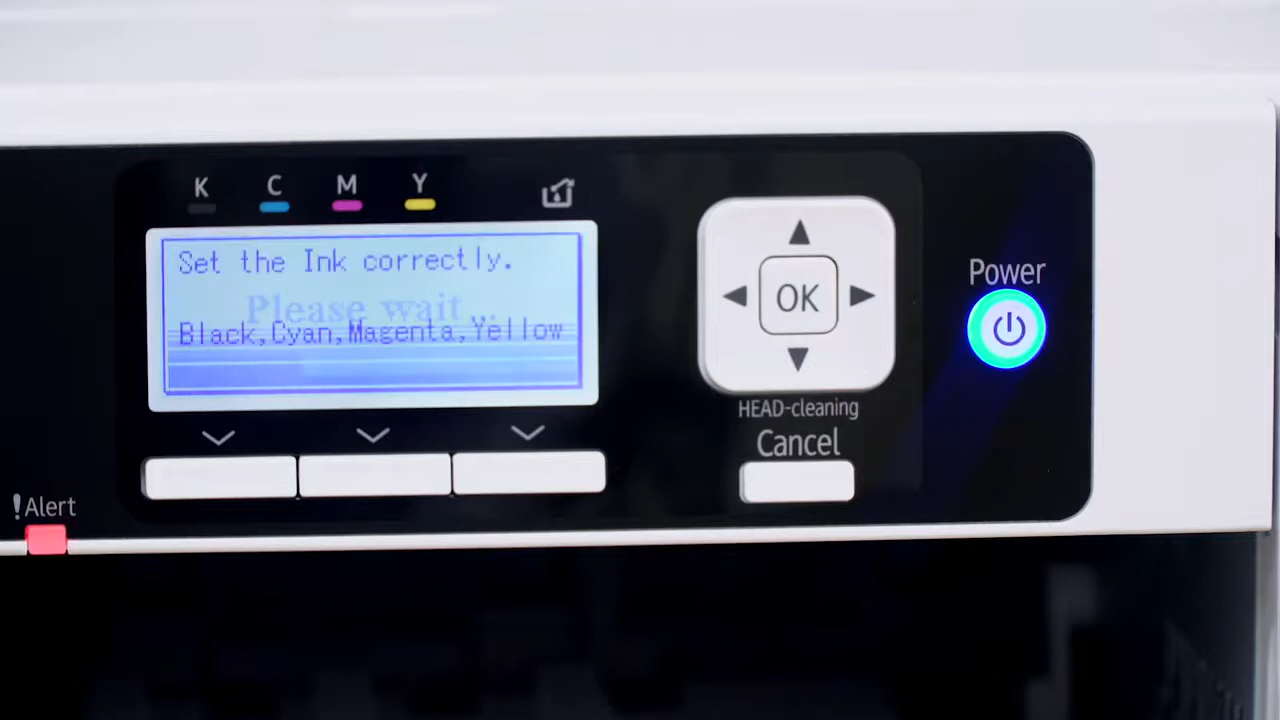 K C M Y
Set the Ink correctly.
Please wait...
Black,Cyan,Magenta,Yellow
OK
Power
HEAD-cleaning
Cancel
!Alert